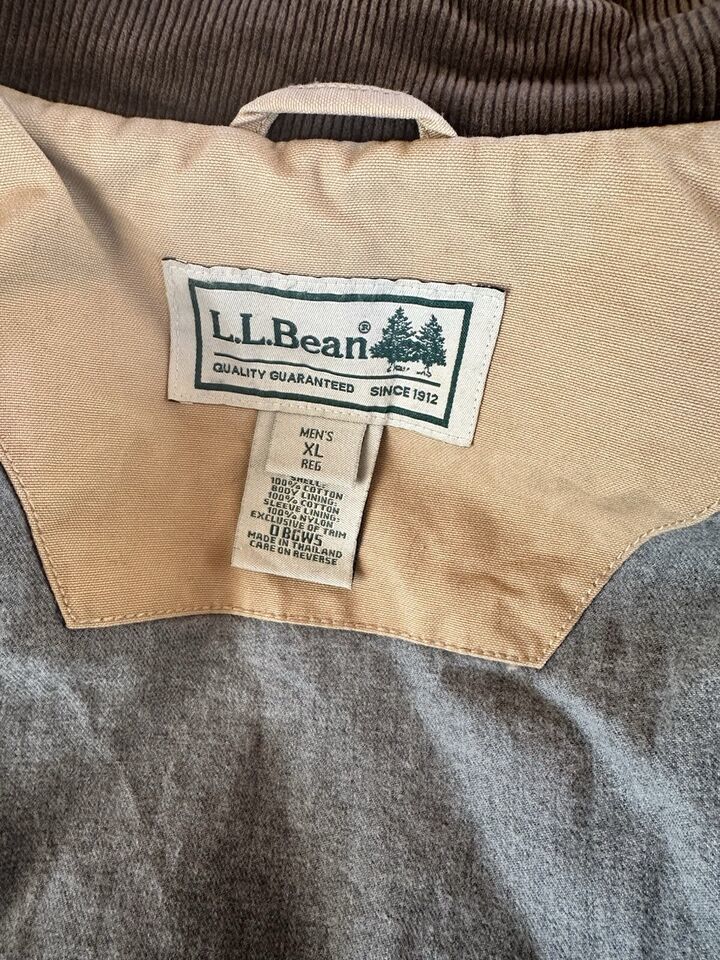 L.L.Bean®
QUALITY GUARANTEED SINCE 1912
MEN'S
XL
REG
SHELL:
100% COTTON
BODY LINING:
100% COTTON
SLEEVE LINING:
100% NYLON
EXCLUSIVE OF TRIM
0BGW5
MADE IN THAILAND
CARE ON REVERSE